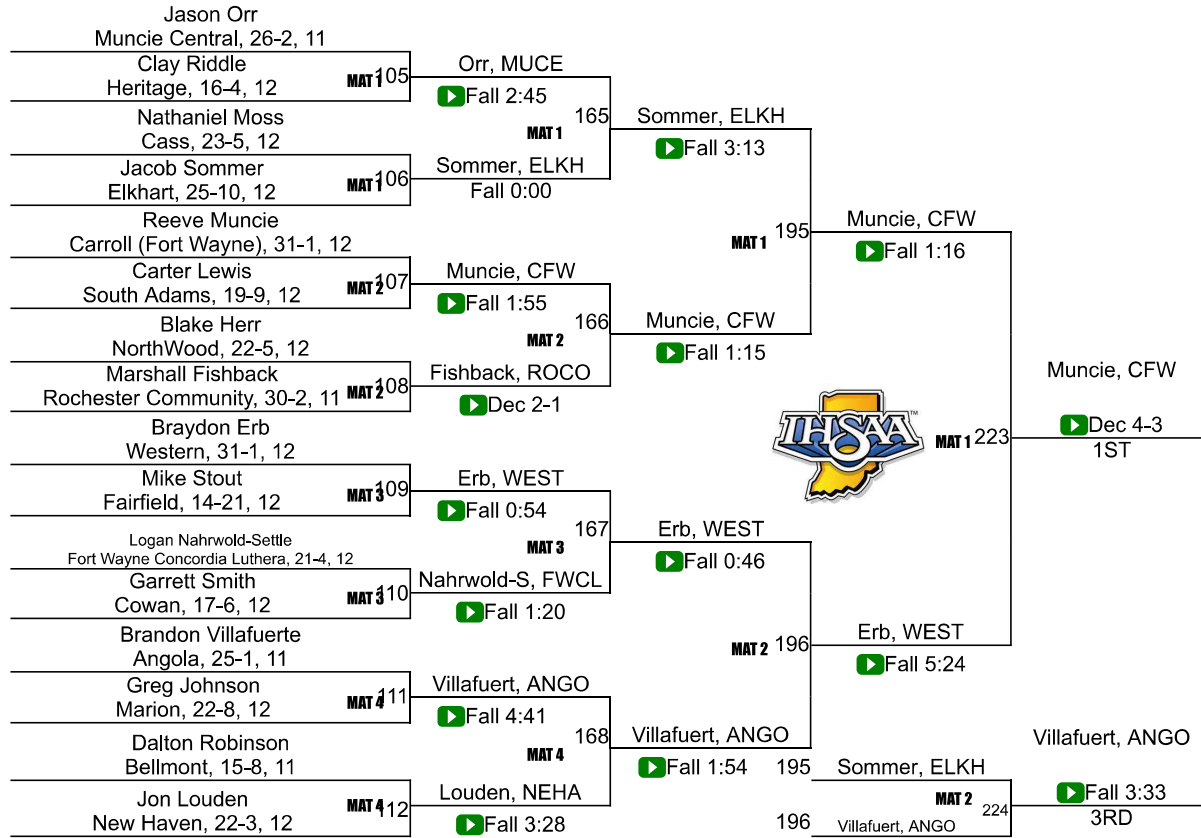 Jason Orr
Muncie Central, 26-2, 11
Clay Riddle
Heritage, 16-4, 12
MAT 1 105
Orr, MUCE
Fall 2:45
Nathaniel Moss
Cass, 23-5, 12
Jacob Sommer
Elkhart, 25-10, 12
MAT 1 106
Sommer, ELKH
Fall 0:00
165
MAT 1
Sommer, ELKH
Fall 3:13
Reeve Muncie
Carroll (Fort Wayne), 31-1, 12
Carter Lewis
South Adams, 19-9, 12
MAT 2 107
Muncie, CFW
Fall 1:55
Blake Herr
NorthWood, 22-5, 12
Marshall Fishback
Rochester Community, 30-2, 11
MAT 2 108
Fishback, ROCO
Dec 2-1
166
MAT 2
Muncie, CFW
Fall 1:15
MAT 1 195
Muncie, CFW
Fall 1:16
Braydon Erb
Western, 31-1, 12
Mike Stout
Fairfield, 14-21, 12
MAT 3 109
Erb, WEST
Fall 0:54
Logan Nahrwold-Settle
Fort Wayne Concordia Luthera, 21-4, 12
Garrett Smith
Cowan, 17-6, 12
MAT 3 110
Nahrwold-S, FWCL
Fall 1:20
167
MAT 3
Erb, WEST
Fall 0:46
Brandon Villafuerte
Angola, 25-1, 11
Greg Johnson
Marion, 22-8, 12
MAT 4 111
Villafuert, ANGO
Fall 4:41
Dalton Robinson
Bellmont, 15-8, 11
Jon Louden
New Haven, 22-3, 12
MAT 4 112
Louden, NEHA
Fall 3:28
168
MAT 4
Villafuert, ANGO
Fall 1:54
MAT 2 196
Erb, WEST
Fall 5:24
IHSAA
TM
MAT 1 223
Muncie, CFW
Dec 4-3
1ST
195 Sommer, ELKH
196 Villafuert, ANGO
MAT 2 224
Villafuert, ANGO
Fall 3:33
3RD